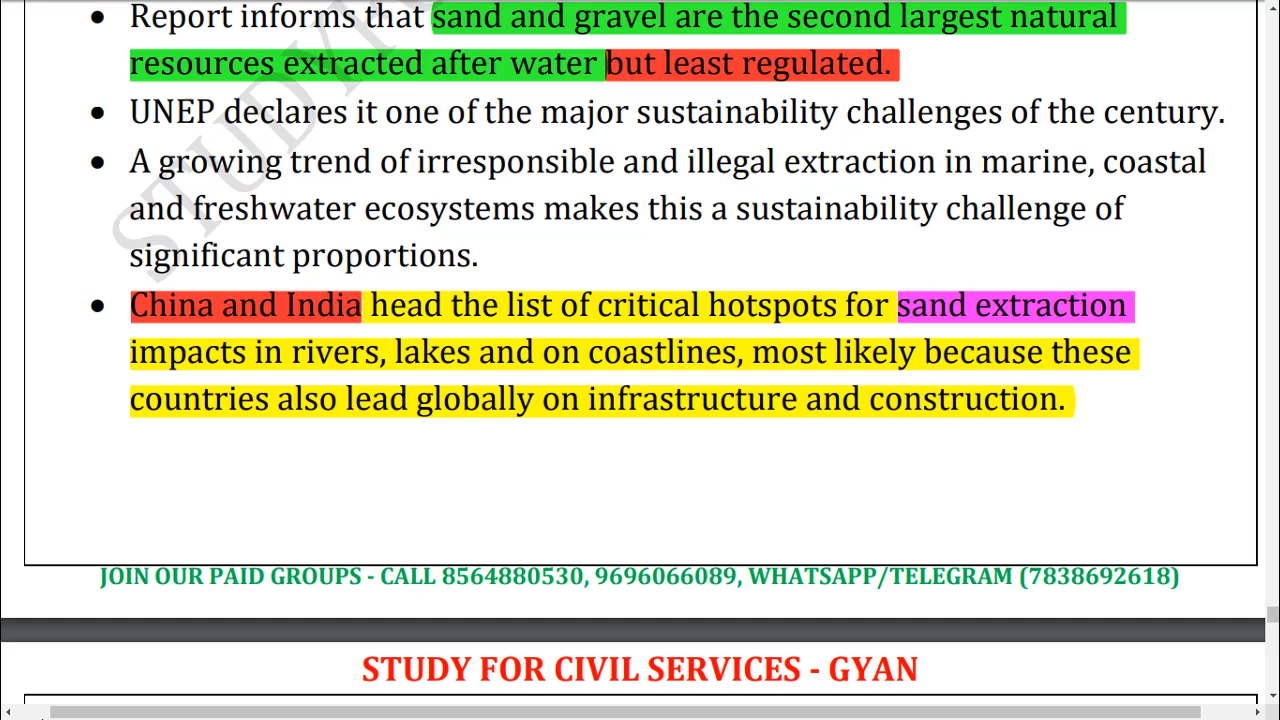 • Report informs that sand and gravel are the second largest natural
resources extracted after water but least regulated.
• UNEP declares it one of the major sustainability challenges of the century.
• A growing trend of irresponsible and illegal extraction in marine, coastal
and freshwater ecosystems makes this a sustainability challenge of
significant proportions.
• China and India head the list of critical hotspots for sand extraction
impacts in rivers, lakes and on coastlines, most likely because these
countries also lead globally on infrastructure and construction.
JOIN OUR PAID GROUPS - CALL 8564880530, 9696066089, WHATSAPP/TELEGRAM (7838692618)
STUDY FOR CIVIL SERVICES - GYAN